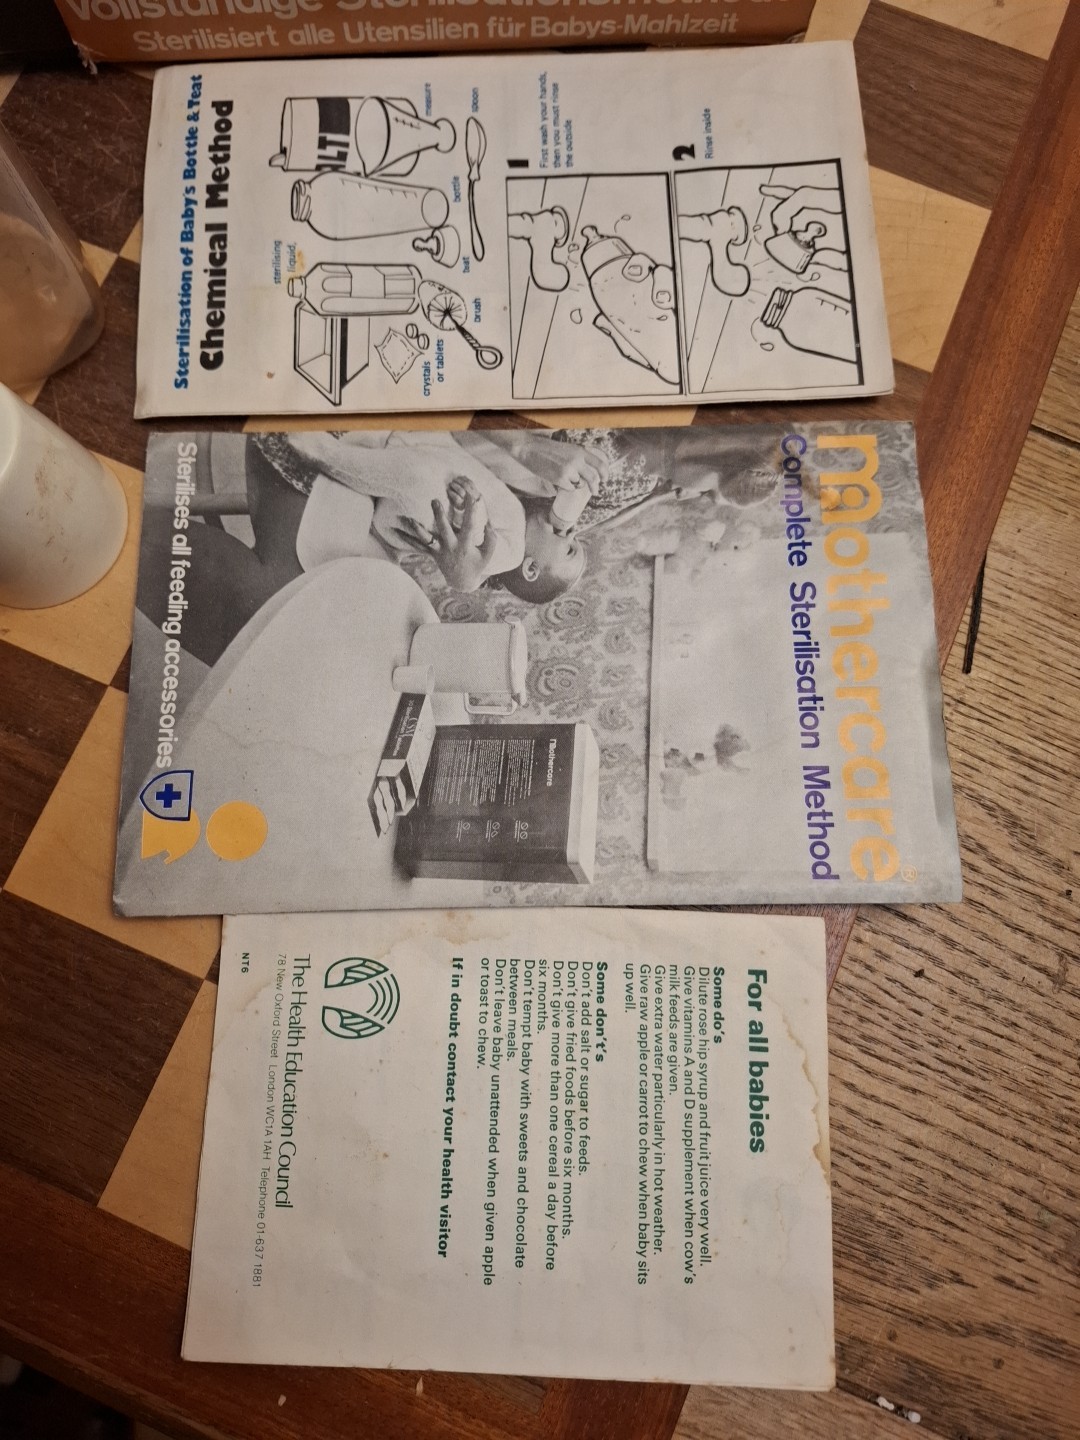 Vollständige Sterilisationsmethode
Sterilisiert alle Utensilien für Babys-Mahlzeit
Sterilisation of Baby's Bottle & Teat
Chemical Method
sterilising
liquid,
crystals
or tablets
brush
teat
bottle
spoon
measure
1
First wash your hands,
then you must rinse
the outside
2
Rinse inside
mothercare®
Complete Sterilisation Method
mothercare
Sterilises all feeding accessories
For all babies
Some do's
Dilute rose hip syrup and fruit juice very well.
Give vitamins A and D supplement when cow's
milk feeds are given.
Give extra water particularly in hot weather.
Give raw apple or carrot to chew when baby sits
up well.
Some don't's
Don't add salt or sugar to feeds.
Don't give fried foods before six months.
Don't give more than one cereal a day before
six months.
Don't tempt baby with sweets and chocolate
between meals.
Don't leave baby unattended when given apple
or toast to chew.
If in doubt contact your health visitor
The Health Education Council
78 New Oxford Street London WC1A 1AH Telephone 01-637 1881
NT6